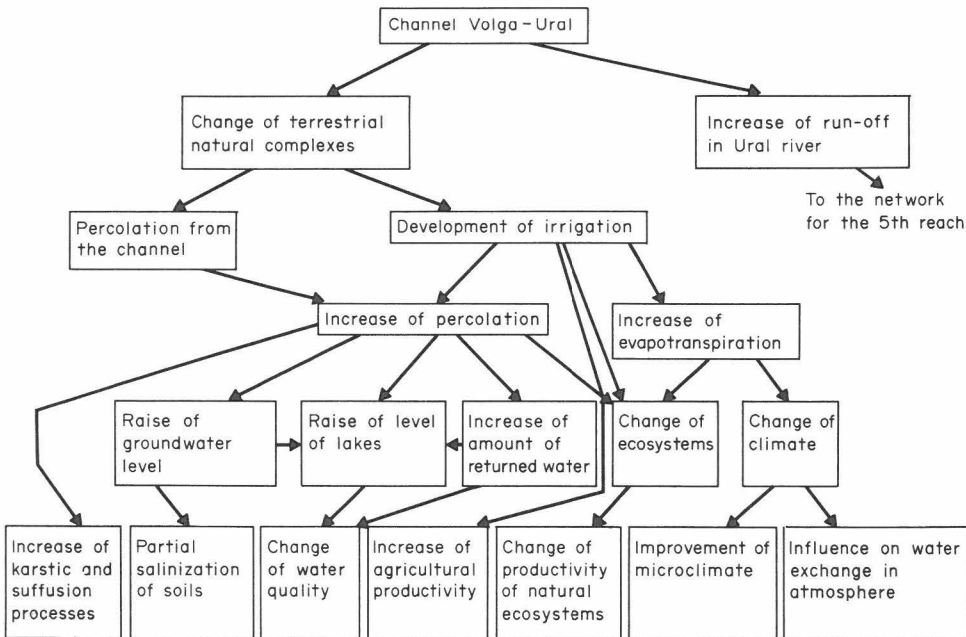 Channel Volga-Ural
Change of terrestrial
natural complexes
Increase of run-off
in Ural river
To the network
for the 5th reach
Percolation from
the channel
Development of irrigation
Increase of percolation
Increase of
evapotranspiration
Raise of
groundwater
level
Raise of level
of lakes
Increase of
amount of
returned water
Change of
ecosystems
Change of
climate
Increase of
karstic and
suffusion
processes
Partial
salinization
of soils
Change
of water
quality
Increase of
agricultural
productivity
Change of
productivity
of natural
ecosystems
Improvement of
microclimate
Influence on water
exchange in
atmosphere